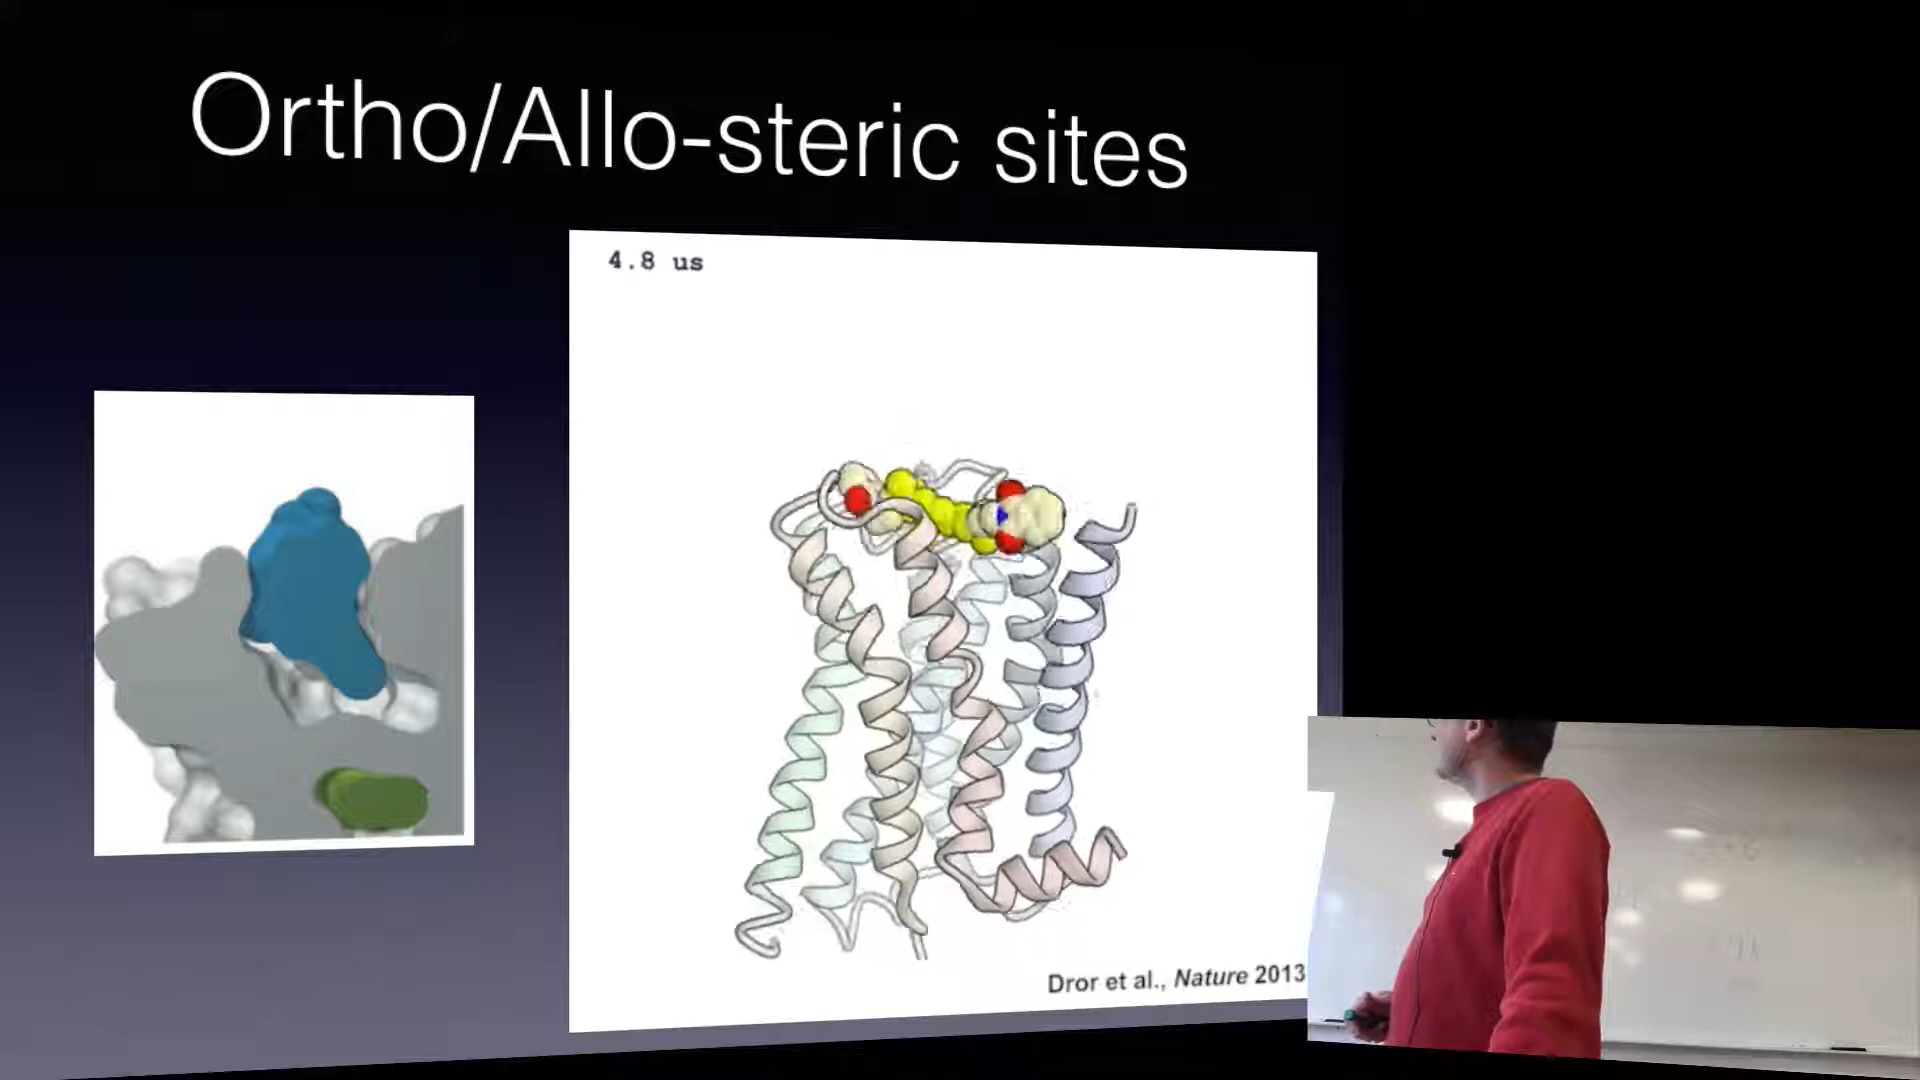 Ortho/Allo-steric sites
4.8 us
Dror et al., Nature 2013